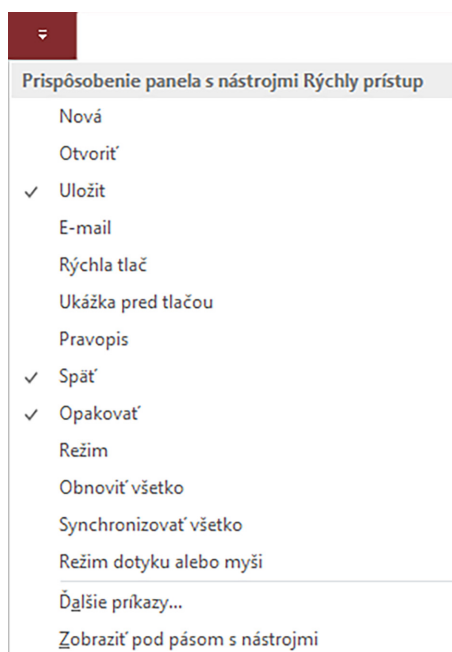 Prispôsobenie panela s nástrojmi Rýchly prístup
Nová
Otvoriť
Uložit
E-mail
Rýchla tlač
Ukážka pred tlačou
Pravopis
Späť
Opakovať
Režim
Obnoviť všetko
Synchronizovať všetko
Režim dotyku alebo myši
Ďalšie príkazy...
Zobraziť pod pásom s nástrojmi